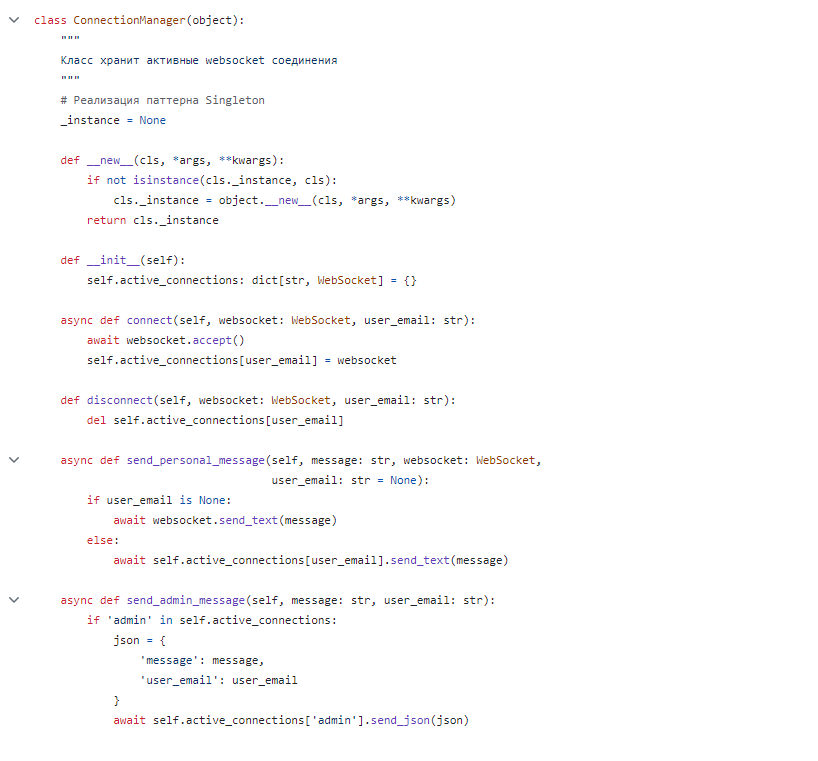 class ConnectionManager(object):
    """
    Класс хранит активные websocket соединения
    """
    # Реализация паттерна Singleton
    _instance = None

    def __new__(cls, *args, **kwargs):
        if not isinstance(cls._instance, cls):
            cls._instance = object.__new__(cls, *args, **kwargs)
        return cls._instance

    def __init__(self):
        self.active_connections: dict[str, WebSocket] = {}

    async def connect(self, websocket: WebSocket, user_email: str):
        await websocket.accept()
        self.active_connections[user_email] = websocket

    def disconnect(self, websocket: WebSocket, user_email: str):
        del self.active_connections[user_email]

    async def send_personal_message(self, message: str, websocket: WebSocket,
                                    user_email: str = None):
        if user_email is None:
            await websocket.send_text(message)
        else:
            await self.active_connections[user_email].send_text(message)

    async def send_admin_message(self, message: str, user_email: str):
        if 'admin' in self.active_connections:
            json = {
                'message': message,
                'user_email': user_email
            }
            await self.active_connections['admin'].send_json(json)